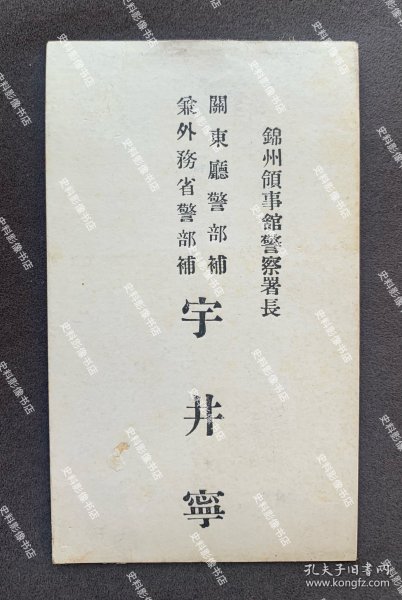 錦州領事館警察署長
關東廳警部補
兼外務省警部補
宇井寧
史料影像书店
孔夫子旧书网
www.kongfz.com